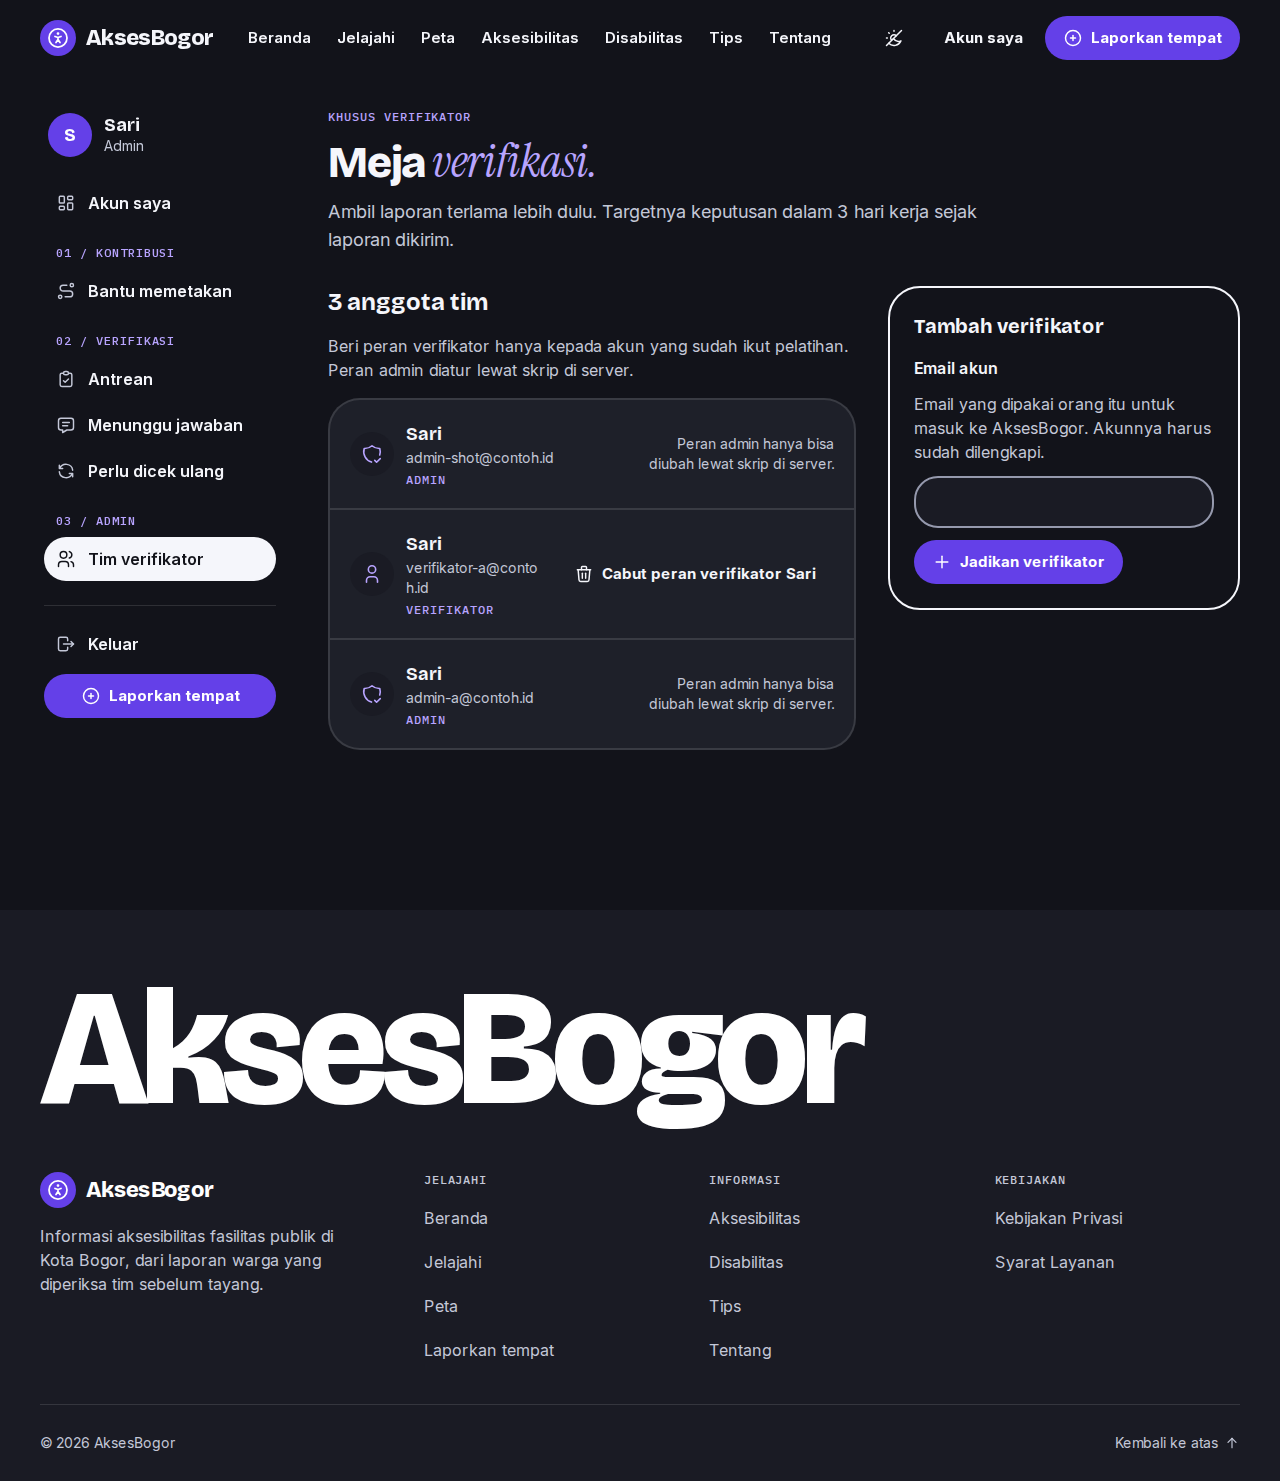 AksesBogor
Beranda
Jelajahi
Peta
Aksesibilitas
Disabilitas
Tips
Tentang
Akun saya
Laporkan tempat
S
Sari
Admin
Akun saya
01 / KONTRIBUSI
Bantu memetakan
02 / VERIFIKASI
Antrean
Menunggu jawaban
Perlu dicek ulang
03 / ADMIN
Tim verifikator
Keluar
Laporkan tempat
KHUSUS VERIFIKATOR
Meja verifikasi.
Ambil laporan terlama lebih dulu. Targetnya keputusan dalam 3 hari kerja sejak
laporan dikirim.
3 anggota tim
Beri peran verifikator hanya kepada akun yang sudah ikut pelatihan.
Peran admin diatur lewat skrip di server.
Sari
admin-shot@contoh.id
ADMIN
Peran admin hanya bisa
diubah lewat skrip di server.
Sari
verifikator-a@conto
h.id
VERIFIKATOR
Cabut peran verifikator Sari
Sari
admin-a@contoh.id
ADMIN
Peran admin hanya bisa
diubah lewat skrip di server.
Tambah verifikator
Email akun
Email yang dipakai orang itu untuk
masuk ke AksesBogor. Akunnya harus
sudah dilengkapi.
Jadikan verifikator
AksesBogor
AksesBogor
Informasi aksesibilitas fasilitas publik di
Kota Bogor, dari laporan warga yang
diperiksa tim sebelum tayang.
JELAJAHI
Beranda
Jelajahi
Peta
Laporkan tempat
INFORMASI
Aksesibilitas
Disabilitas
Tips
Tentang
KEBIJAKAN
Kebijakan Privasi
Syarat Layanan
© 2026 AksesBogor
Kembali ke atas ↑